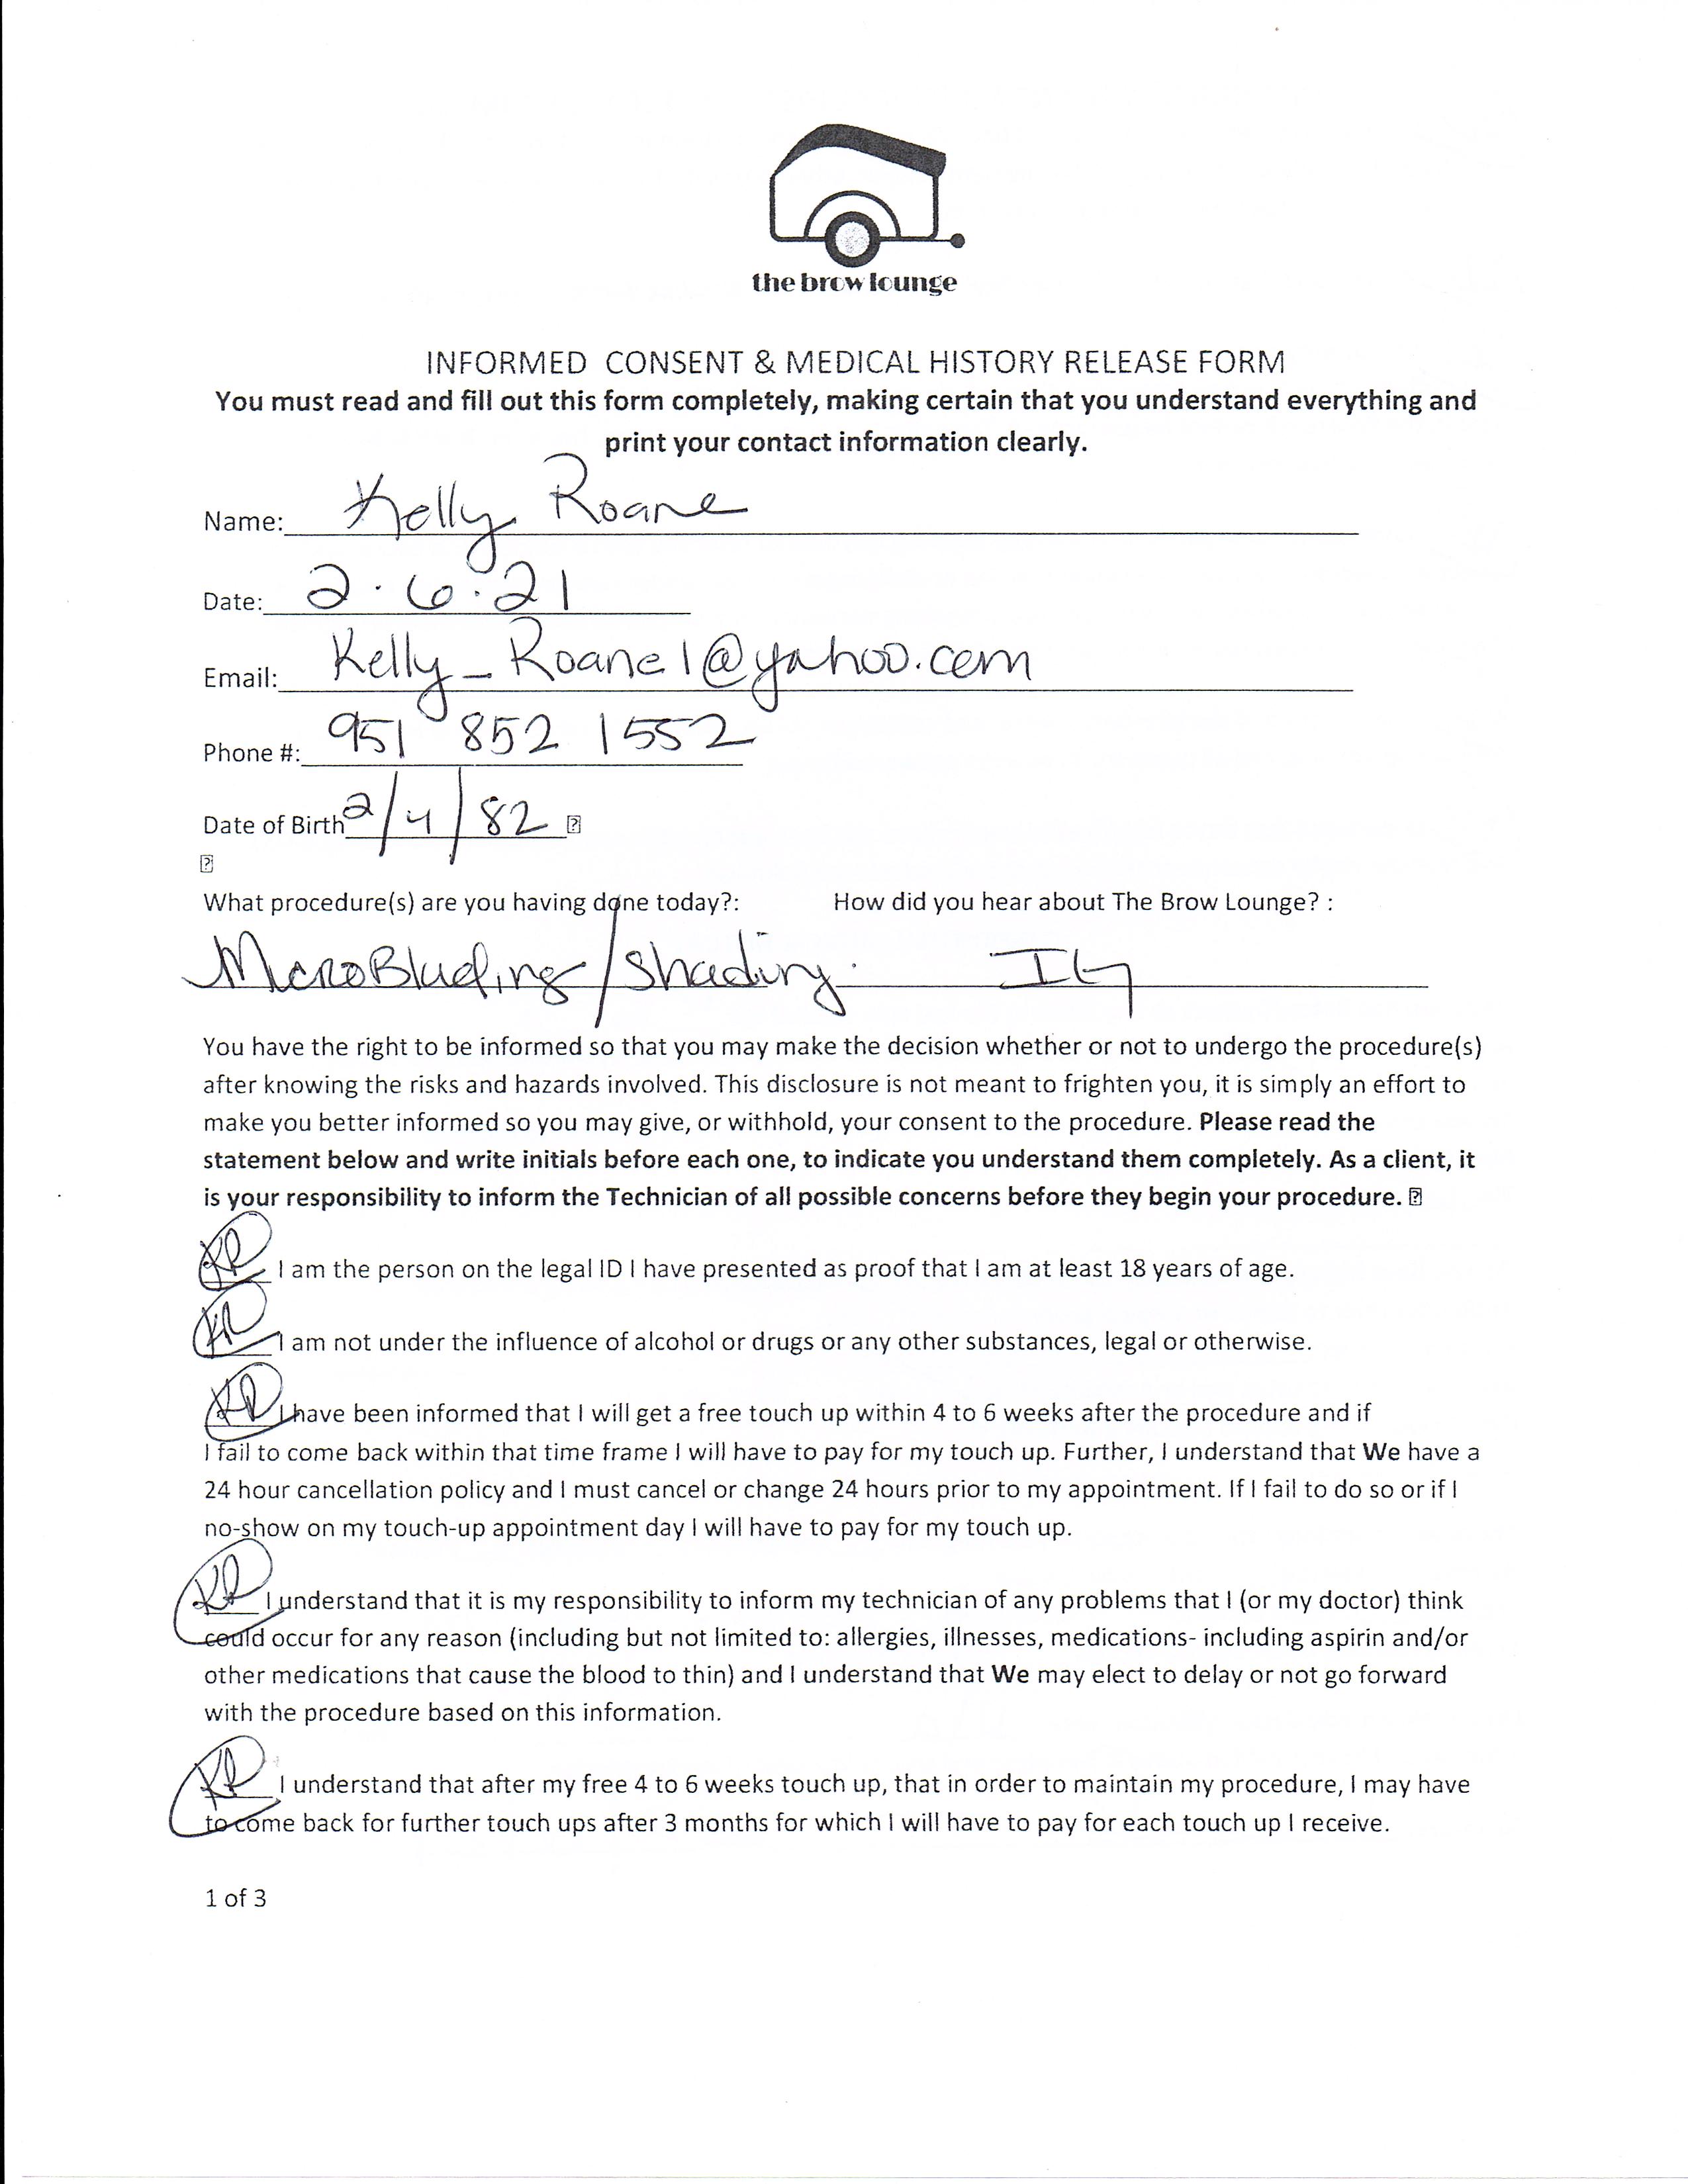 the brow lounge
INFORMED CONSENT & MEDICAL HISTORY RELEASE FORM
You must read and fill out this form completely, making certain that you understand everything and
print your contact information clearly.
Name: Kelly Roane
Date: 2.6.21
Email: Kelly_Roane1@yahoo.com
Phone #: 951 852 1552
Date of Birth 2/4/82
What procedure(s) are you having done today?: How did you hear about The Brow Lounge? :
MicroBlading/Shading. IG
You have the right to be informed so that you may make the decision whether or not to undergo the procedure(s)
after knowing the risks and hazards involved. This disclosure is not meant to frighten you, it is simply an effort to
make you better informed so you may give, or withhold, your consent to the procedure. Please read the
statement below and write initials before each one, to indicate you understand them completely. As a client, it
is your responsibility to inform the Technician of all possible concerns before they begin your procedure.
KR I am the person on the legal ID I have presented as proof that I am at least 18 years of age.
KR I am not under the influence of alcohol or drugs or any other substances, legal or otherwise.
KR I have been informed that I will get a free touch up within 4 to 6 weeks after the procedure and if
I fail to come back within that time frame I will have to pay for my touch up. Further, I understand that We have a
24 hour cancellation policy and I must cancel or change 24 hours prior to my appointment. If I fail to do so or if I
no-show on my touch-up appointment day I will have to pay for my touch up.
KR I understand that it is my responsibility to inform my technician of any problems that I (or my doctor) think
could occur for any reason (including but not limited to: allergies, illnesses, medications- including aspirin and/or
other medications that cause the blood to thin) and I understand that We may elect to delay or not go forward
with the procedure based on this information.
KR I understand that after my free 4 to 6 weeks touch up, that in order to maintain my procedure, I may have
to come back for further touch ups after 3 months for which I will have to pay for each touch up I receive.
1 of 3